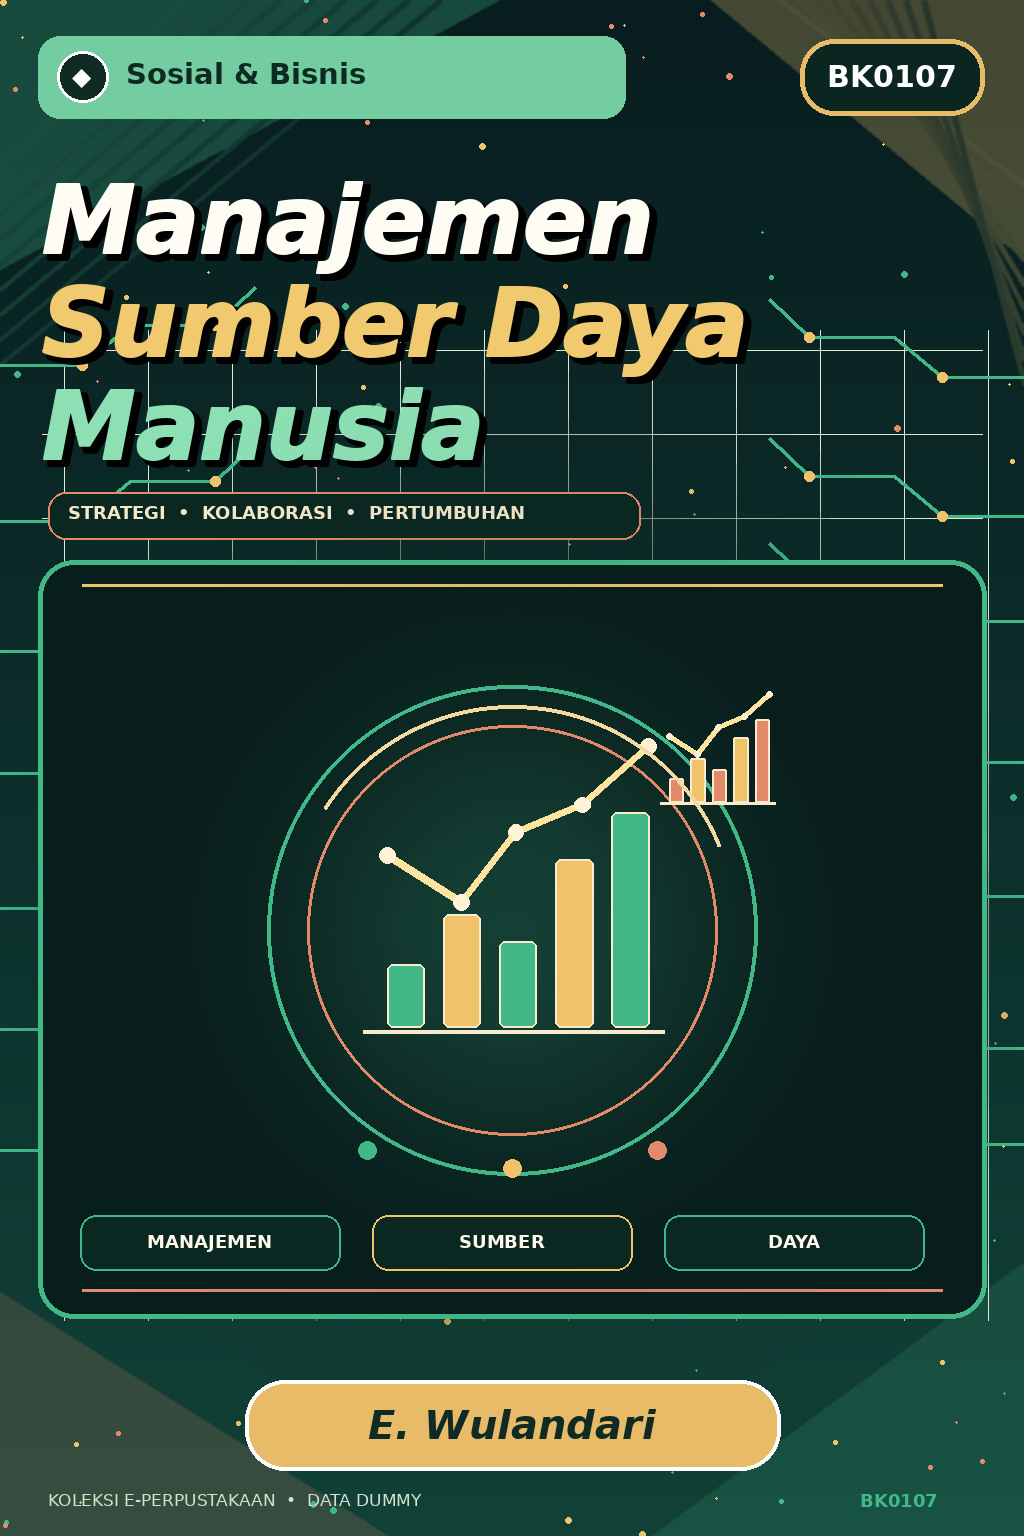 Sosial & Bisnis
BK0107
Manajemen
Sumber Daya
Manusia
STRATEGI • KOLABORASI • PERTUMBUHAN
MANAJEMEN
SUMBER
DAYA
E. Wulandari
KOLEKSI E-PERPUSTAKAAN • DATA DUMMY
BK0107